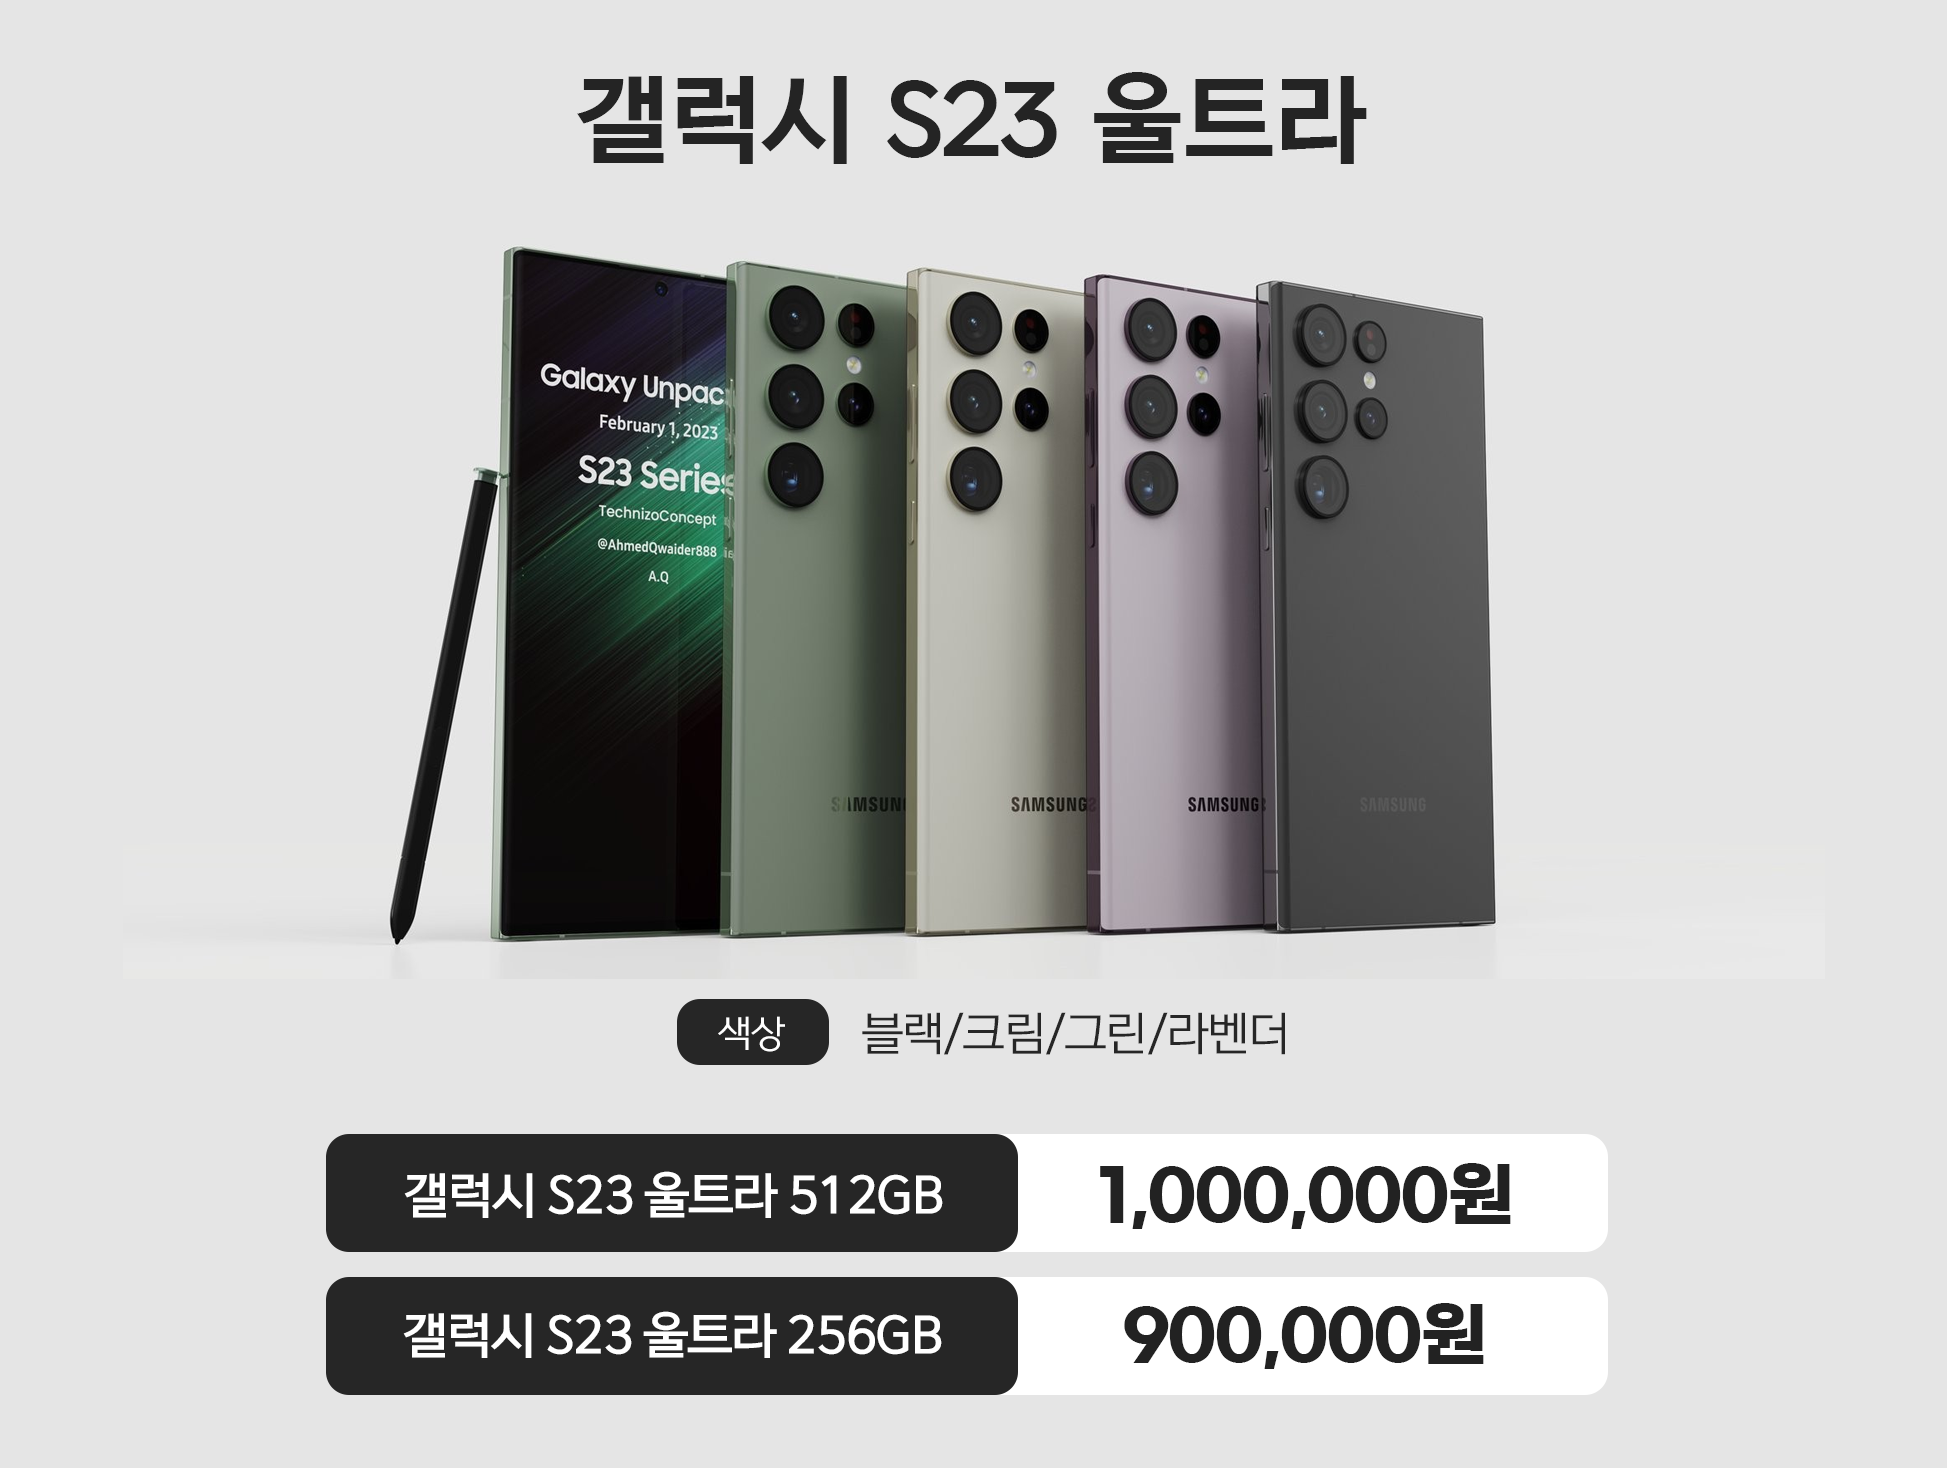 갤럭시 S23 울트라
Galaxy Unpac
February 1, 2023
S23 Series
TechnizoConcept
@AhmedQwaider888
A.Q
SAMSUNG
SAMSUNG
SAMSUNG
SAMSUNG
색상 블랙/크림/그린/라벤더
갤럭시 S23 울트라 512GB 1,000,000원
갤럭시 S23 울트라 256GB 900,000원